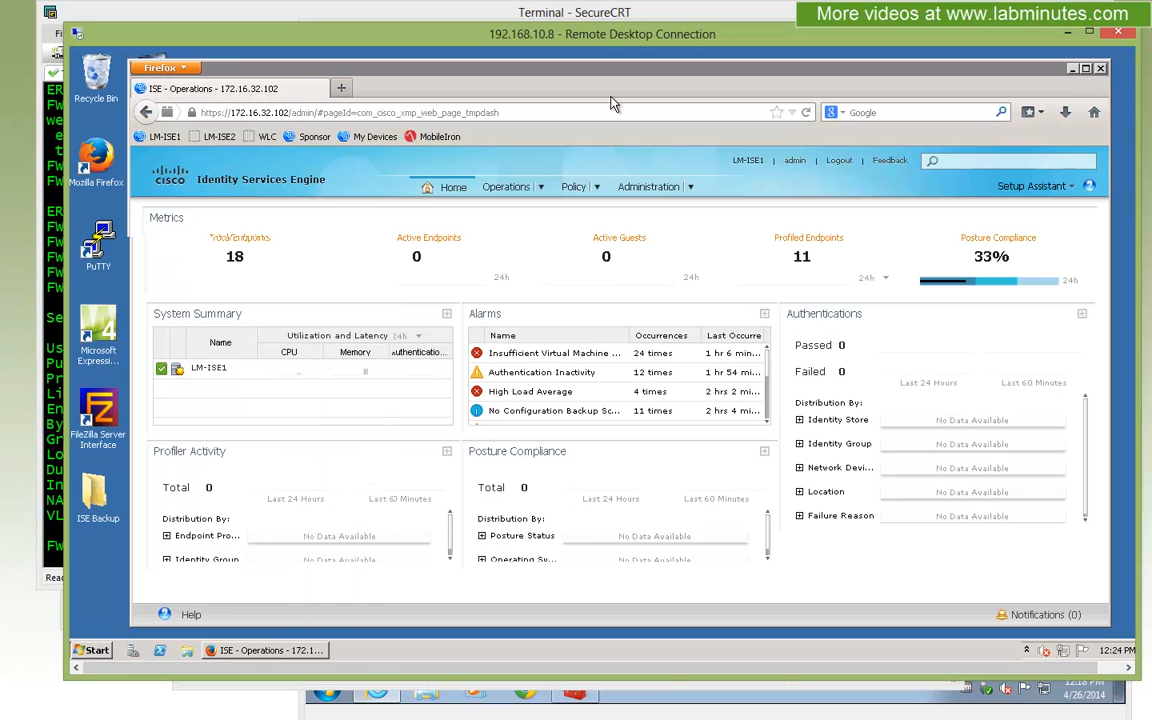 Terminal - SecureCRT
More videos at www.labminutes.com
192.168.10.8 - Remote Desktop Connection
Firefox
ISE - Operations - 172.16.32.102
https://172.16.32.102/admin/#pageId=com_cisco_xmp_web_page_tmpdash
Google
LM-ISE1
LM-ISE2
WLC
Sponsor
My Devices
MobileIron
Recycle Bin
Mozilla Firefox
PuTTY
Microsoft
Expressi...
FileZilla Server
Interface
ISE Backup
LM-ISE1
admin
Logout
Feedback
CISCO
Identity Services Engine
Home
Operations
Policy
Administration
Setup Assistant
Metrics
18
Active Endpoints
0
24h
Active Guests
0
24h
Profiled Endpoints
11
24h
Posture Compliance
33%
24h
System Summary
Utilization and Latency 24h
Name
CPU
Memory
LM-ISE1
Alarms
Name
Occurrences
Last Occurre
Insufficient Virtual Machine ...
24 times
1 hr 6 min...
Authentication Inactivity
12 times
1 hr 54 mi...
High Load Average
4 times
2 hrs 2 mi...
No Configuration Backup Sc...
11 times
2 hrs 4 mi...
Authentications
Passed 0
Failed 0
Last 24 Hours
Last 60 Minutes
Distribution By:
Identity Store
No Data Available
Identity Group
No Data Available
Network Devi...
No Data Available
Location
No Data Available
Failure Reason
No Data Available
Profiler Activity
Total 0
Last 24 Hours
Last 60 Minutes
Distribution By:
Endpoint Pro...
No Data Available
Identity Group
No Data Available
Posture Compliance
Total 0
Last 24 Hours
Last 60 Minutes
Distribution By:
Posture Status
No Data Available
Operating Sy...
No Data Available
Help
Notifications (0)
Start
ISE - Operations - 172.1...
12:24 PM
12:18 PM
4/26/2014